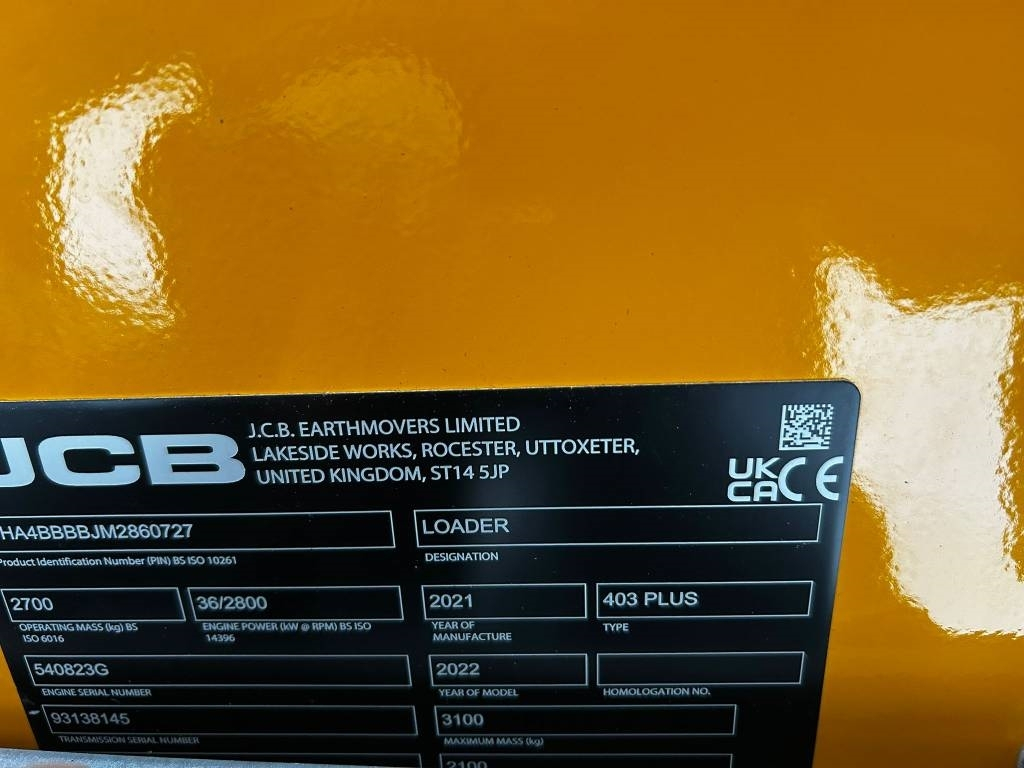 JCB
J.C.B. EARTHMOVERS LIMITED
LAKESIDE WORKS, ROCESTER, UTTOXETER,
UNITED KINGDOM, ST14 5JP
UK
CA CE
HA4BBBBJM2860727
Product Identification Number (PIN) BS ISO 10261
LOADER
DESIGNATION
2700
OPERATING MASS (kg) BS
ISO 6016
36/2800
ENGINE POWER (kW @ RPM) BS ISO
14396
2021
YEAR OF
MANUFACTURE
403 PLUS
TYPE
540823G
ENGINE SERIAL NUMBER
2022
YEAR OF MODEL
HOMOLOGATION NO.
93138145
TRANSMISSION SERIAL NUMBER
3100
MAXIMUM MASS (kg)
2100